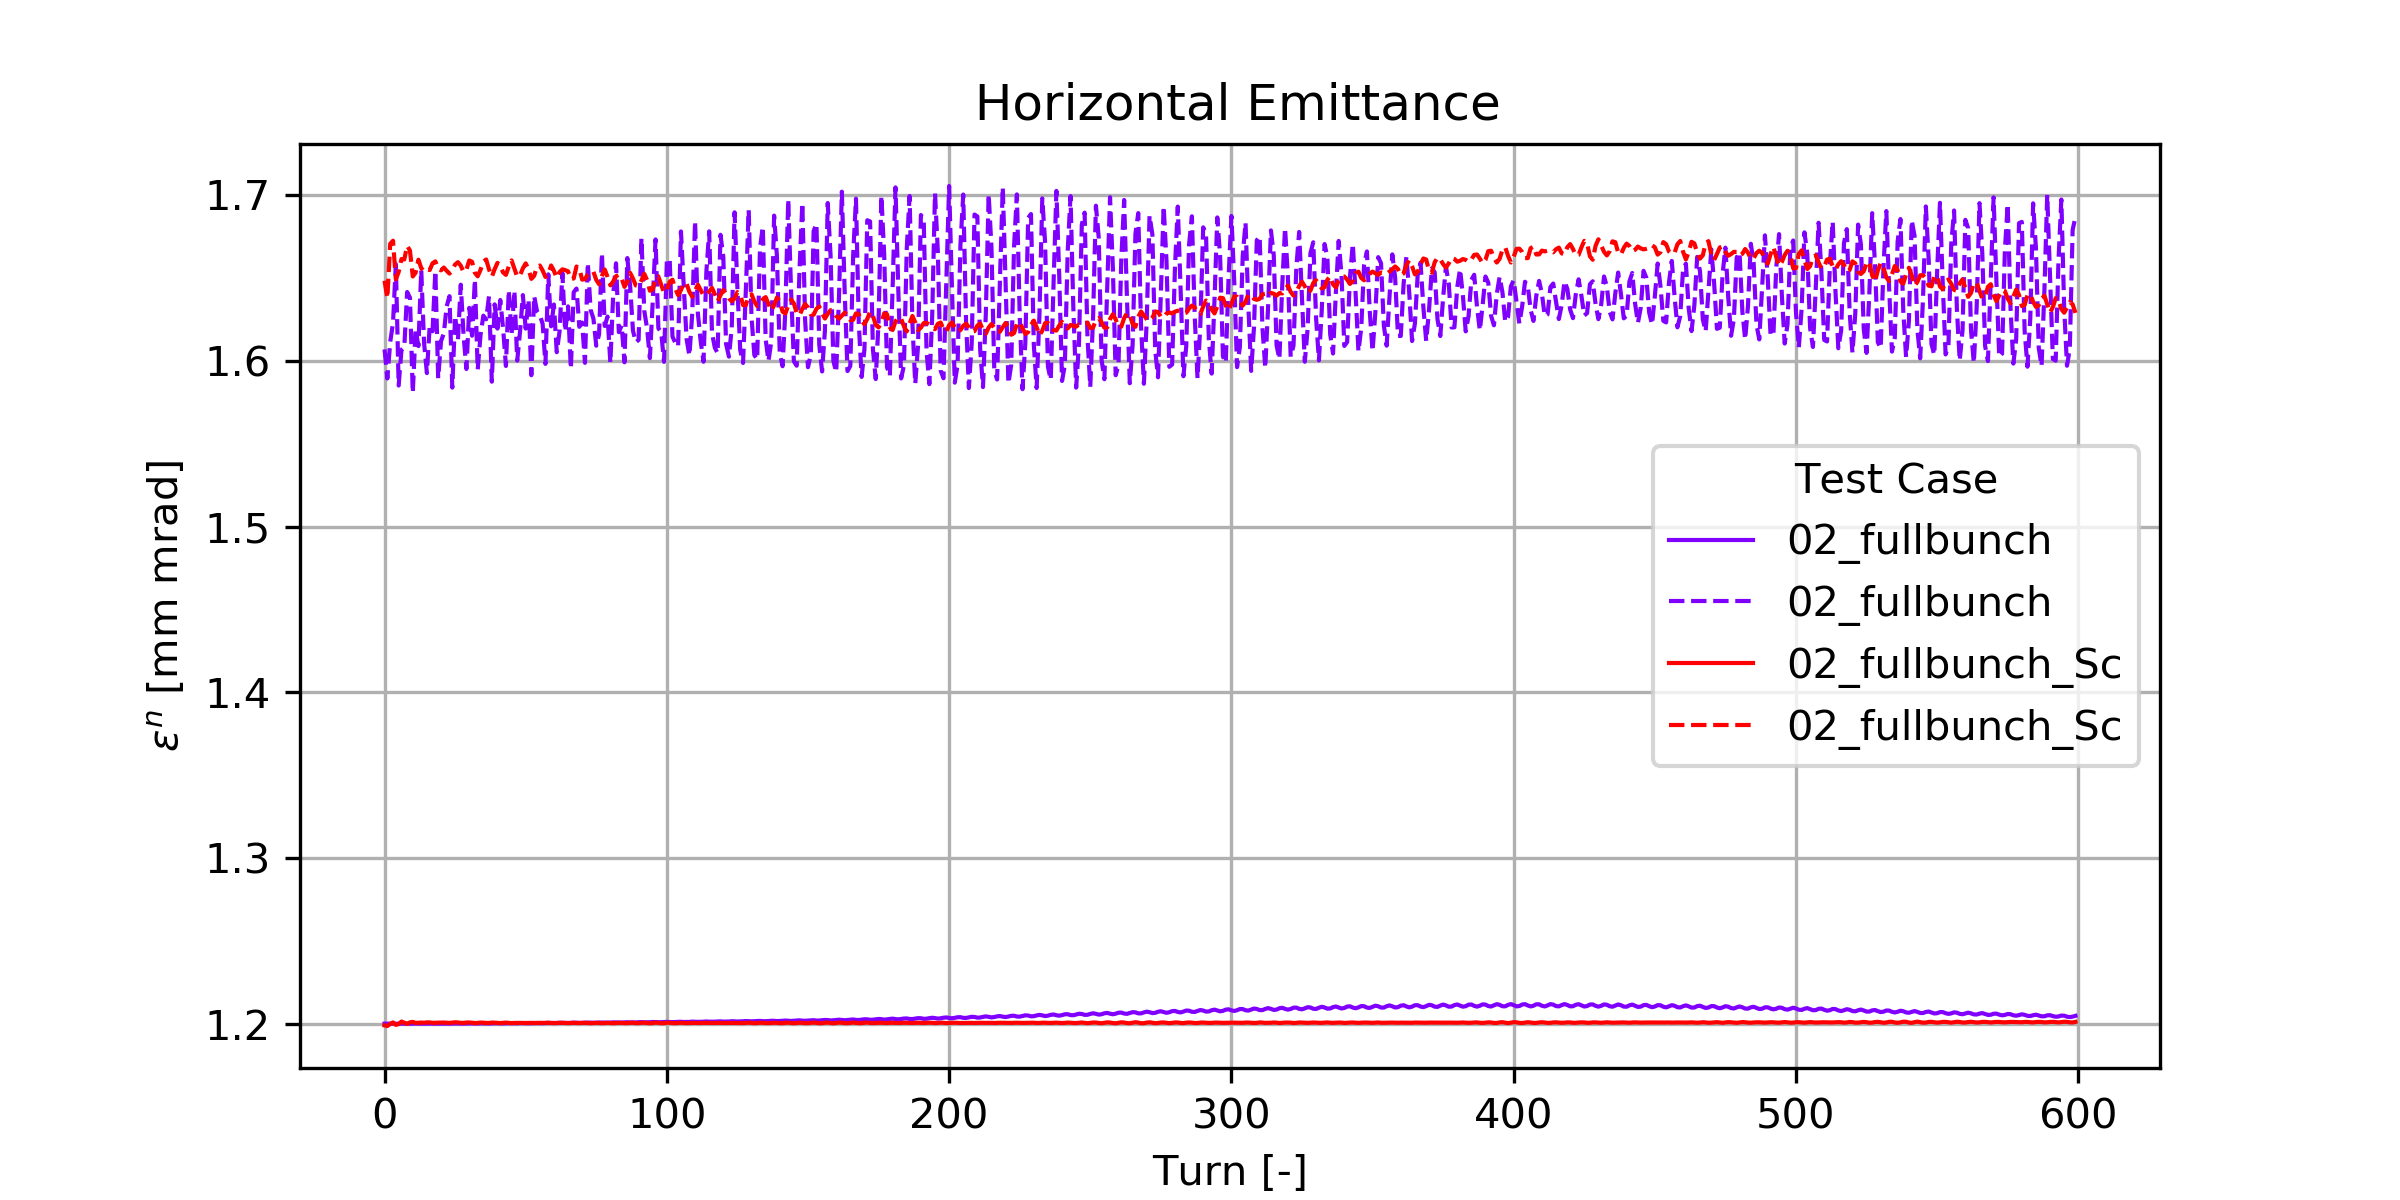 Horizontal Emittance
1.7
1.6
1.5
1.4
1.3
1.2
εⁿ [mm mrad]
Test Case
02_fullbunch
02_fullbunch
02_fullbunch_Sc
02_fullbunch_Sc
0 100 200 300 400 500 600
Turn [-]